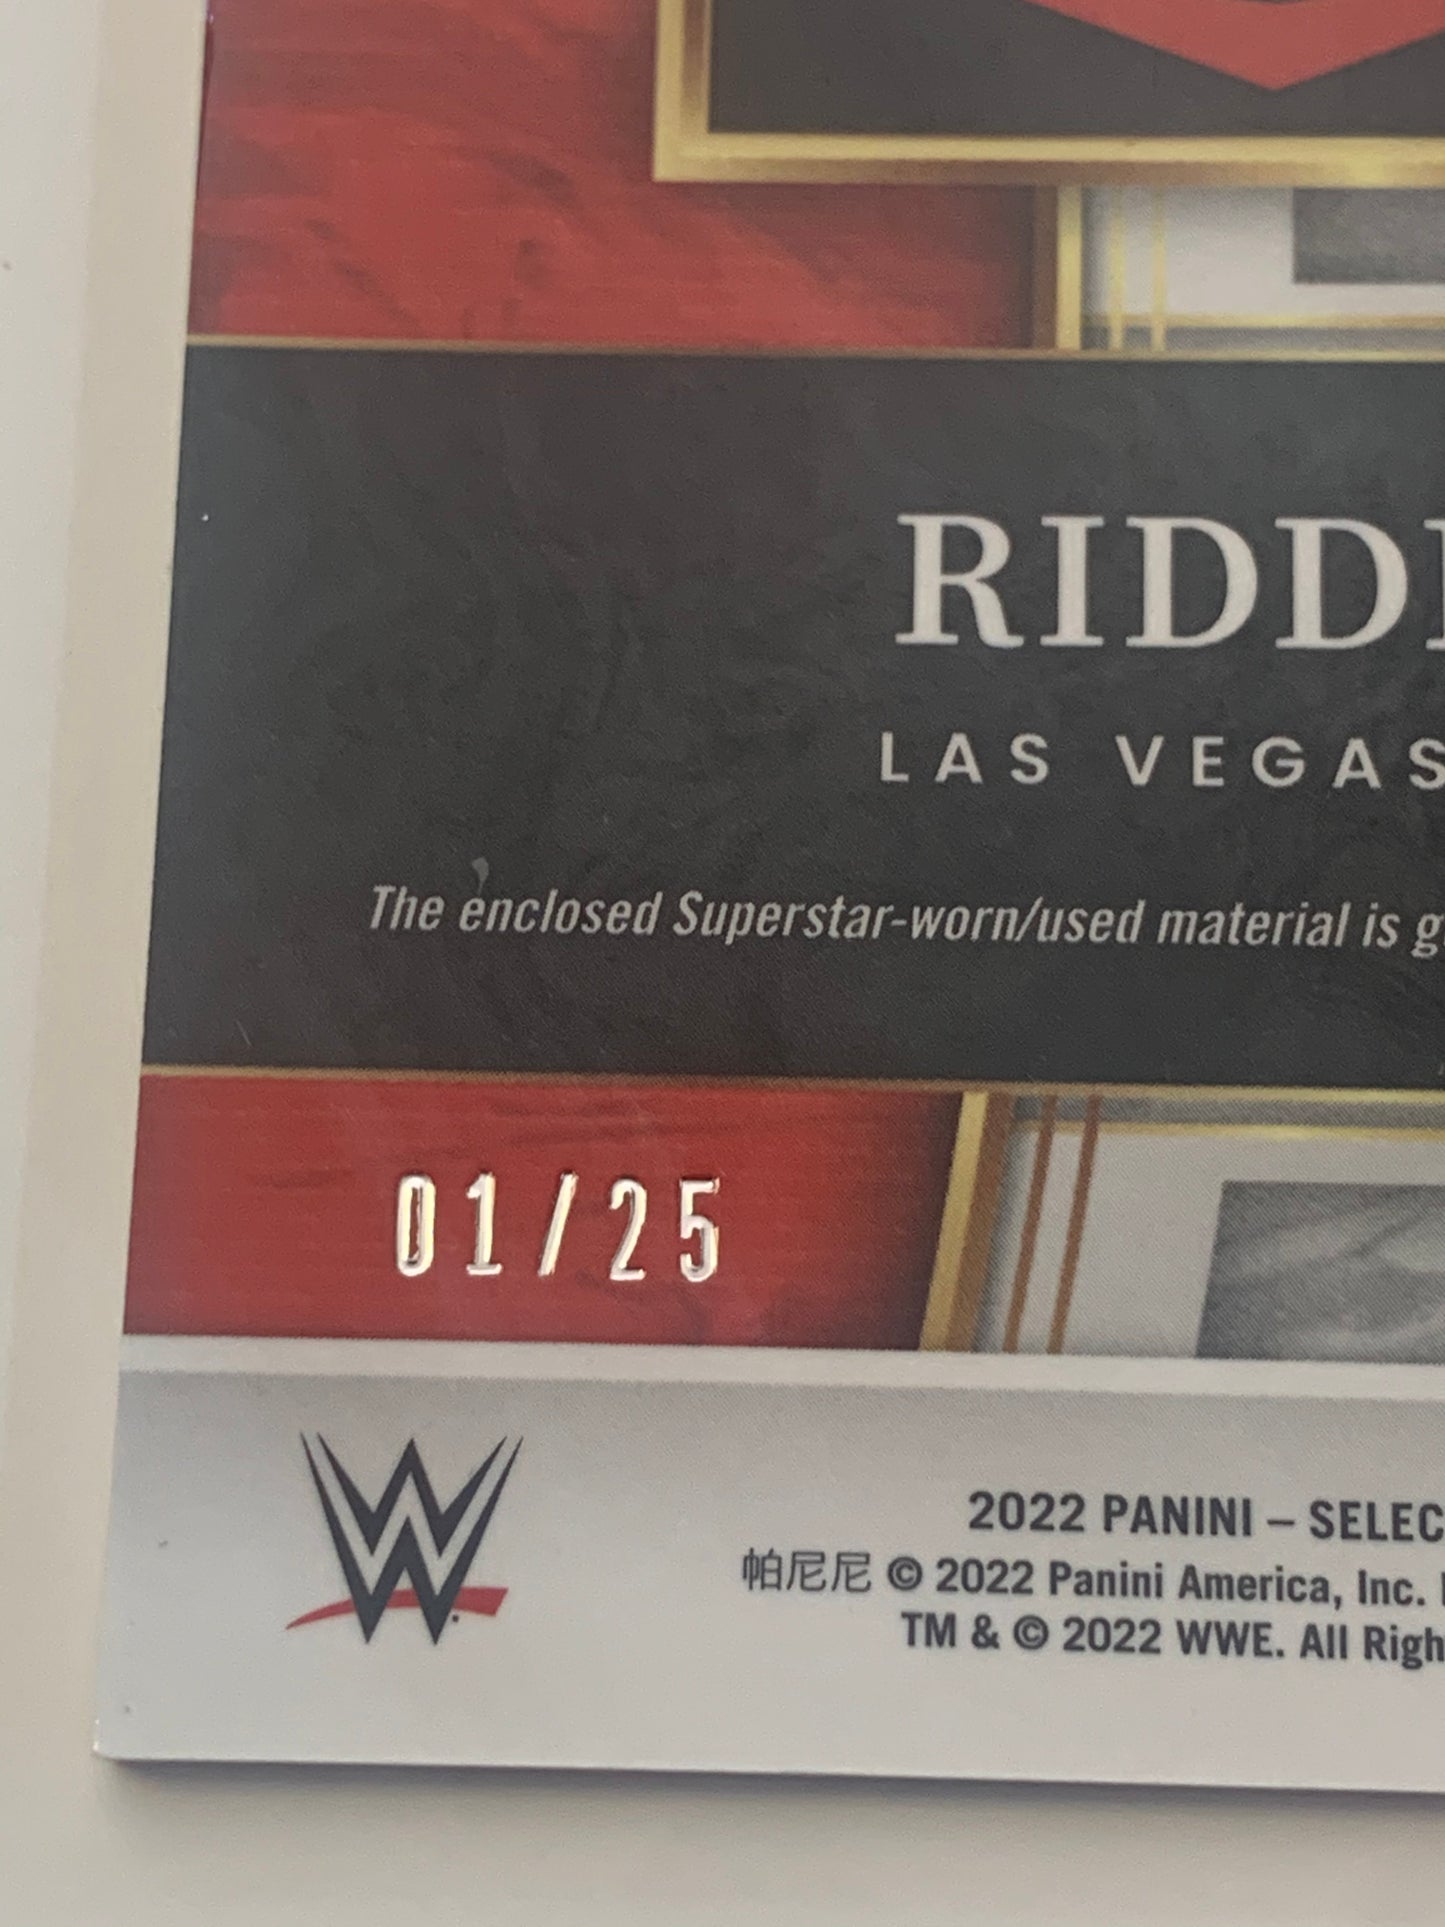 RIDD
LAS VEGAS
The enclosed Superstar-worn/used material is g
01/25
W
2022 PANINI – SELEC
帕尼尼 © 2022 Panini America, Inc.
TM & © 2022 WWE. All Righ